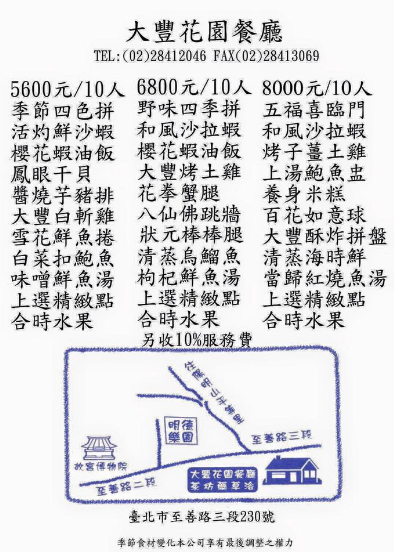 大豐花園餐廳
TEL:(02)28412046 FAX(02)28413069
5600元/10人
季節四色拼
活灼鮮沙蝦
櫻花蝦油飯
鳳眼干貝
醬燒芋豬排
大豐白斬雞
雪花鮮魚捲
白菜扣鮑魚
味噌鮮魚湯
上選精緻點
合時水果
6800元/10人
野味四季拼
和風沙拉蝦
櫻花蝦油飯
大豐烤土雞
花拳蟹腿
八仙佛跳牆
狀元棒棒腿
清蒸烏鰡魚
枸杞鮮魚湯
上選精緻點
合時水果
8000元/10人
五福喜臨門
和風沙拉蝦
烤子薑土雞
上湯鮑魚盅
養身米糕
百花如意球
大豐酥炸拼盤
清蒸海時鮮
當歸紅燒魚湯
上選精緻點
合時水果
另收10%服務費
往陽明山平菁街
明德樂園
至善路三段
故宮博物院
至善路二段
大豐花園餐廳
臺北市至善路三段230號
季節食材變化本公司享有最後調整之權力